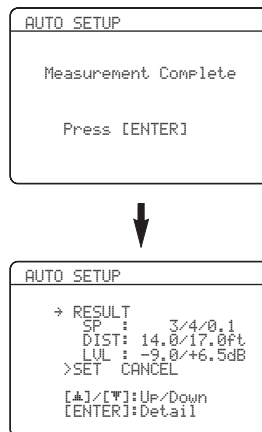 AUTO SETUP
Measurement Complete
Press [ENTER]
AUTO SETUP
→ RESULT
SP : 3/4/0.1
DIST: 14.0/17.0ft
LVL : -9.0/+6.5dB
>SET CANCEL
[▲]/[▼]:Up/Down
[ENTER]:Detail